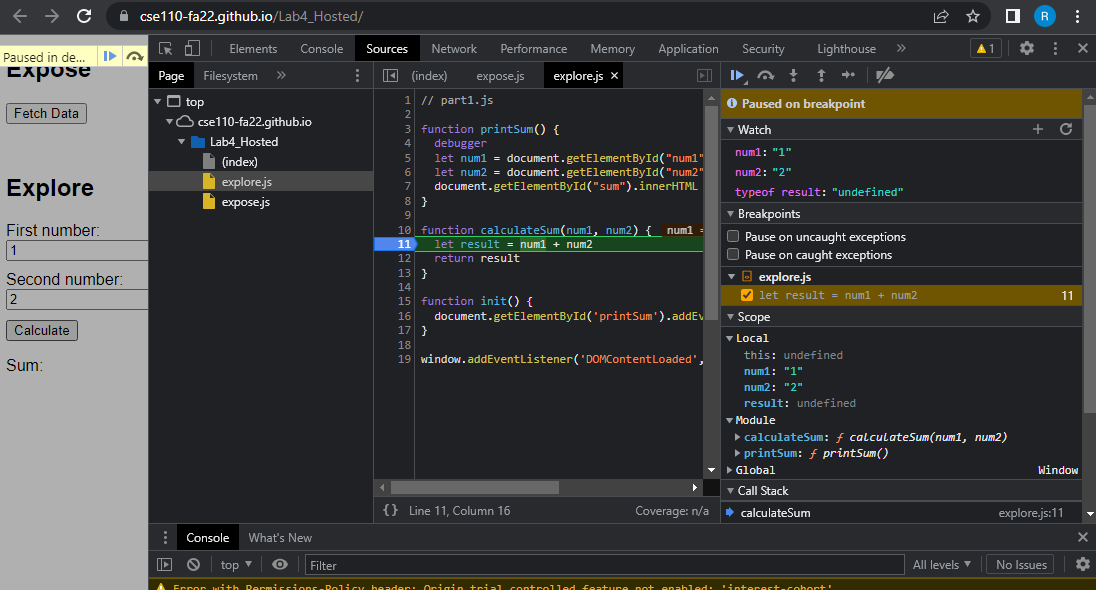 cse110-fa22.github.io/Lab4_Hosted/
R
Paused in de...
Expose
Fetch Data
Explore
First number:
1
Second number:
2
Calculate
Sum:
Elements Console Sources Network Performance Memory Application Security Lighthouse » 1
Page Filesystem »
top
cse110-fa22.github.io
Lab4_Hosted
(index)
explore.js
expose.js
(index) expose.js explore.js ×
1 // part1.js
2
3 function printSum() {
4 debugger
5 let num1 = document.getElementById("num1"
6 let num2 = document.getElementById("num2"
7 document.getElementById("sum").innerHTML
8 }
9
10 function calculateSum(num1, num2) { num1 =
11 let result = num1 + num2
12 return result
13 }
14
15 function init() {
16 document.getElementById('printSum').addEv
17 }
18
19 window.addEventListener('DOMContentLoaded',
{} Line 11, Column 16 Coverage: n/a
Paused on breakpoint
Watch
num1: "1"
num2: "2"
typeof result: "undefined"
Breakpoints
Pause on uncaught exceptions
Pause on caught exceptions
explore.js
let result = num1 + num2 11
Scope
Local
this: undefined
num1: "1"
num2: "2"
result: undefined
Module
calculateSum: ƒ calculateSum(num1, num2)
printSum: ƒ printSum()
Global Window
Call Stack
calculateSum explore.js:11
Console What's New
top Filter All levels No Issues
Error with Permissions-Policy header: Origin trial controlled feature not enabled: 'interest-cohort'.